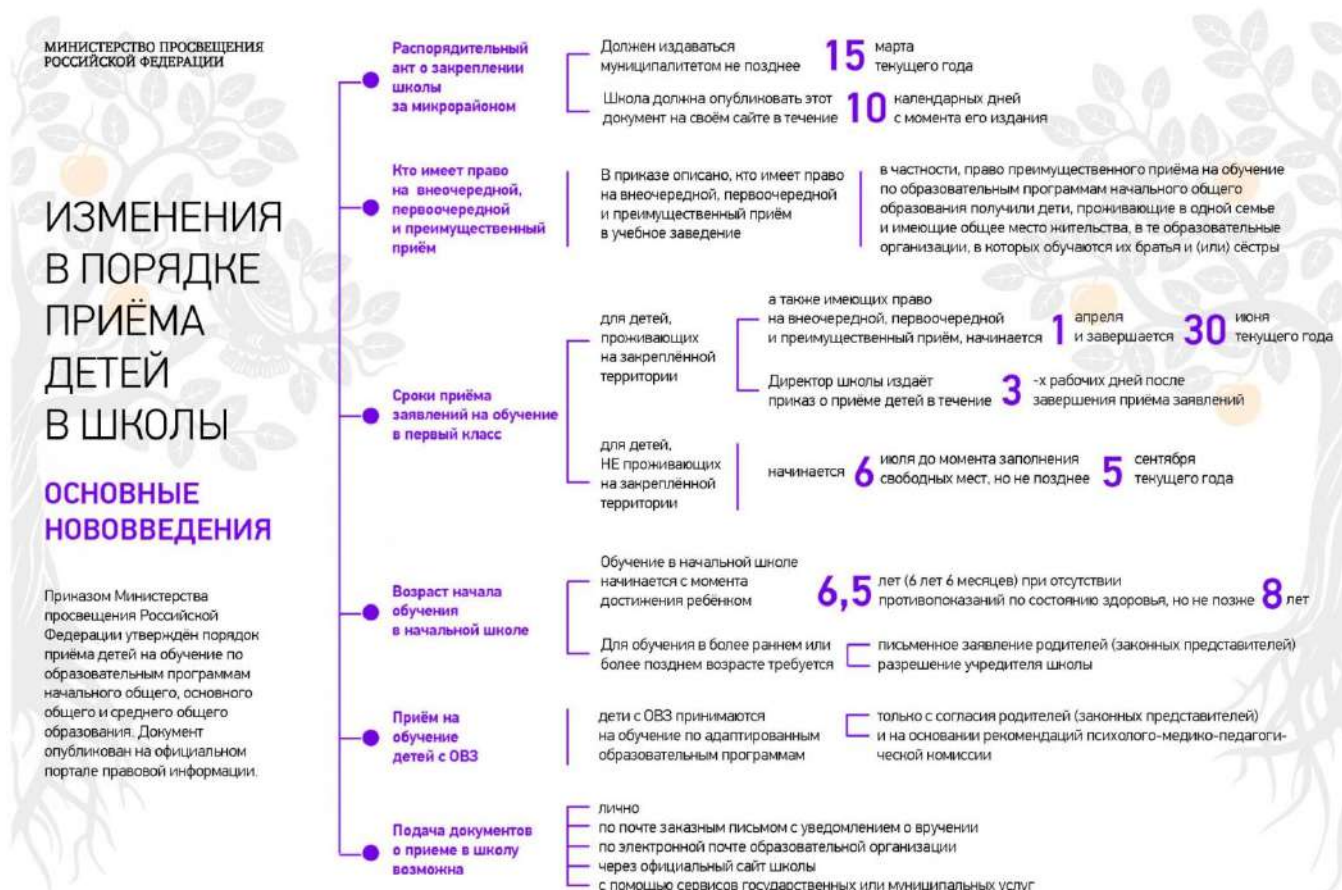 МИНИСТЕРСТВО ПРОСВЕЩЕНИЯ
РОССИЙСКОЙ ФЕДЕРАЦИИ
ИЗМЕНЕНИЯ
В ПОРЯДКЕ
ПРИЁМА
ДЕТЕЙ
В ШКОЛЫ
ОСНОВНЫЕ
НОВОВВЕДЕНИЯ
Приказом Министерства
просвещения Российской
Федерации утверждён порядок
приёма детей на обучение по
образовательным программам
начального общего, основного
общего и среднего общего
образования. Документ
опубликован на официальном
портале правовой информации.
Распорядительный
акт о закреплении
школы
за микрорайоном
Должен издаваться
муниципалитетом не позднее
15
марта
текущего года
Школа должна опубликовать этот
документ на своём сайте в течение
10
календарных дней
с момента его издания
Кто имеет право
на внеочередной,
первоочередной
и преимущественный
приём
В приказе описано, кто имеет право
на внеочередной, первоочередной
и преимущественный приём
в учебное заведение
в частности, право преимущественного приёма на обучение
по образовательным программам начального общего
образования получили дети, проживающие в одной семье
и имеющие общее место жительства, в те образовательные
организации, в которых обучаются их братья и (или) сёстры
Сроки приёма
заявлений на обучение
в первый класс
для детей,
проживающих
на закреплённой
территории
а также имеющих право
на внеочередной, первоочередной
и преимущественный приём, начинается
1
апреля
и завершается
30
июня
текущего года
Директор школы издаёт
приказ о приёме детей в течение
3
-х рабочих дней после
завершения приёма заявлений
для детей,
НЕ проживающих
на закреплённой
территории
начинается
6
июля до момента заполнения
свободных мест, но не позднее
5
сентября
текущего года
Возраст начала
обучения
в начальной школе
Обучение в начальной школе
начинается с момента
достижения ребёнком
6,5
лет (6 лет 6 месяцев) при отсутствии
противопоказаний по состоянию здоровья, но не позже
8
лет
Для обучения в более раннем или
более позднем возрасте требуется
письменное заявление родителей (законных представителей)
разрешение учредителя школы
Приём на
обучение
детей с ОВЗ
дети с ОВЗ принимаются
на обучение по адаптированным
образовательным программам
только с согласия родителей (законных представителей)
и на основании рекомендаций психолого-медико-педагоги-
ческой комиссии
Подача документов
о приеме в школу
возможна
лично
по почте заказным письмом с уведомлением о вручении
по электронной почте образовательной организации
через официальный сайт школы
с помощью сервисов государственных или муниципальных услуг